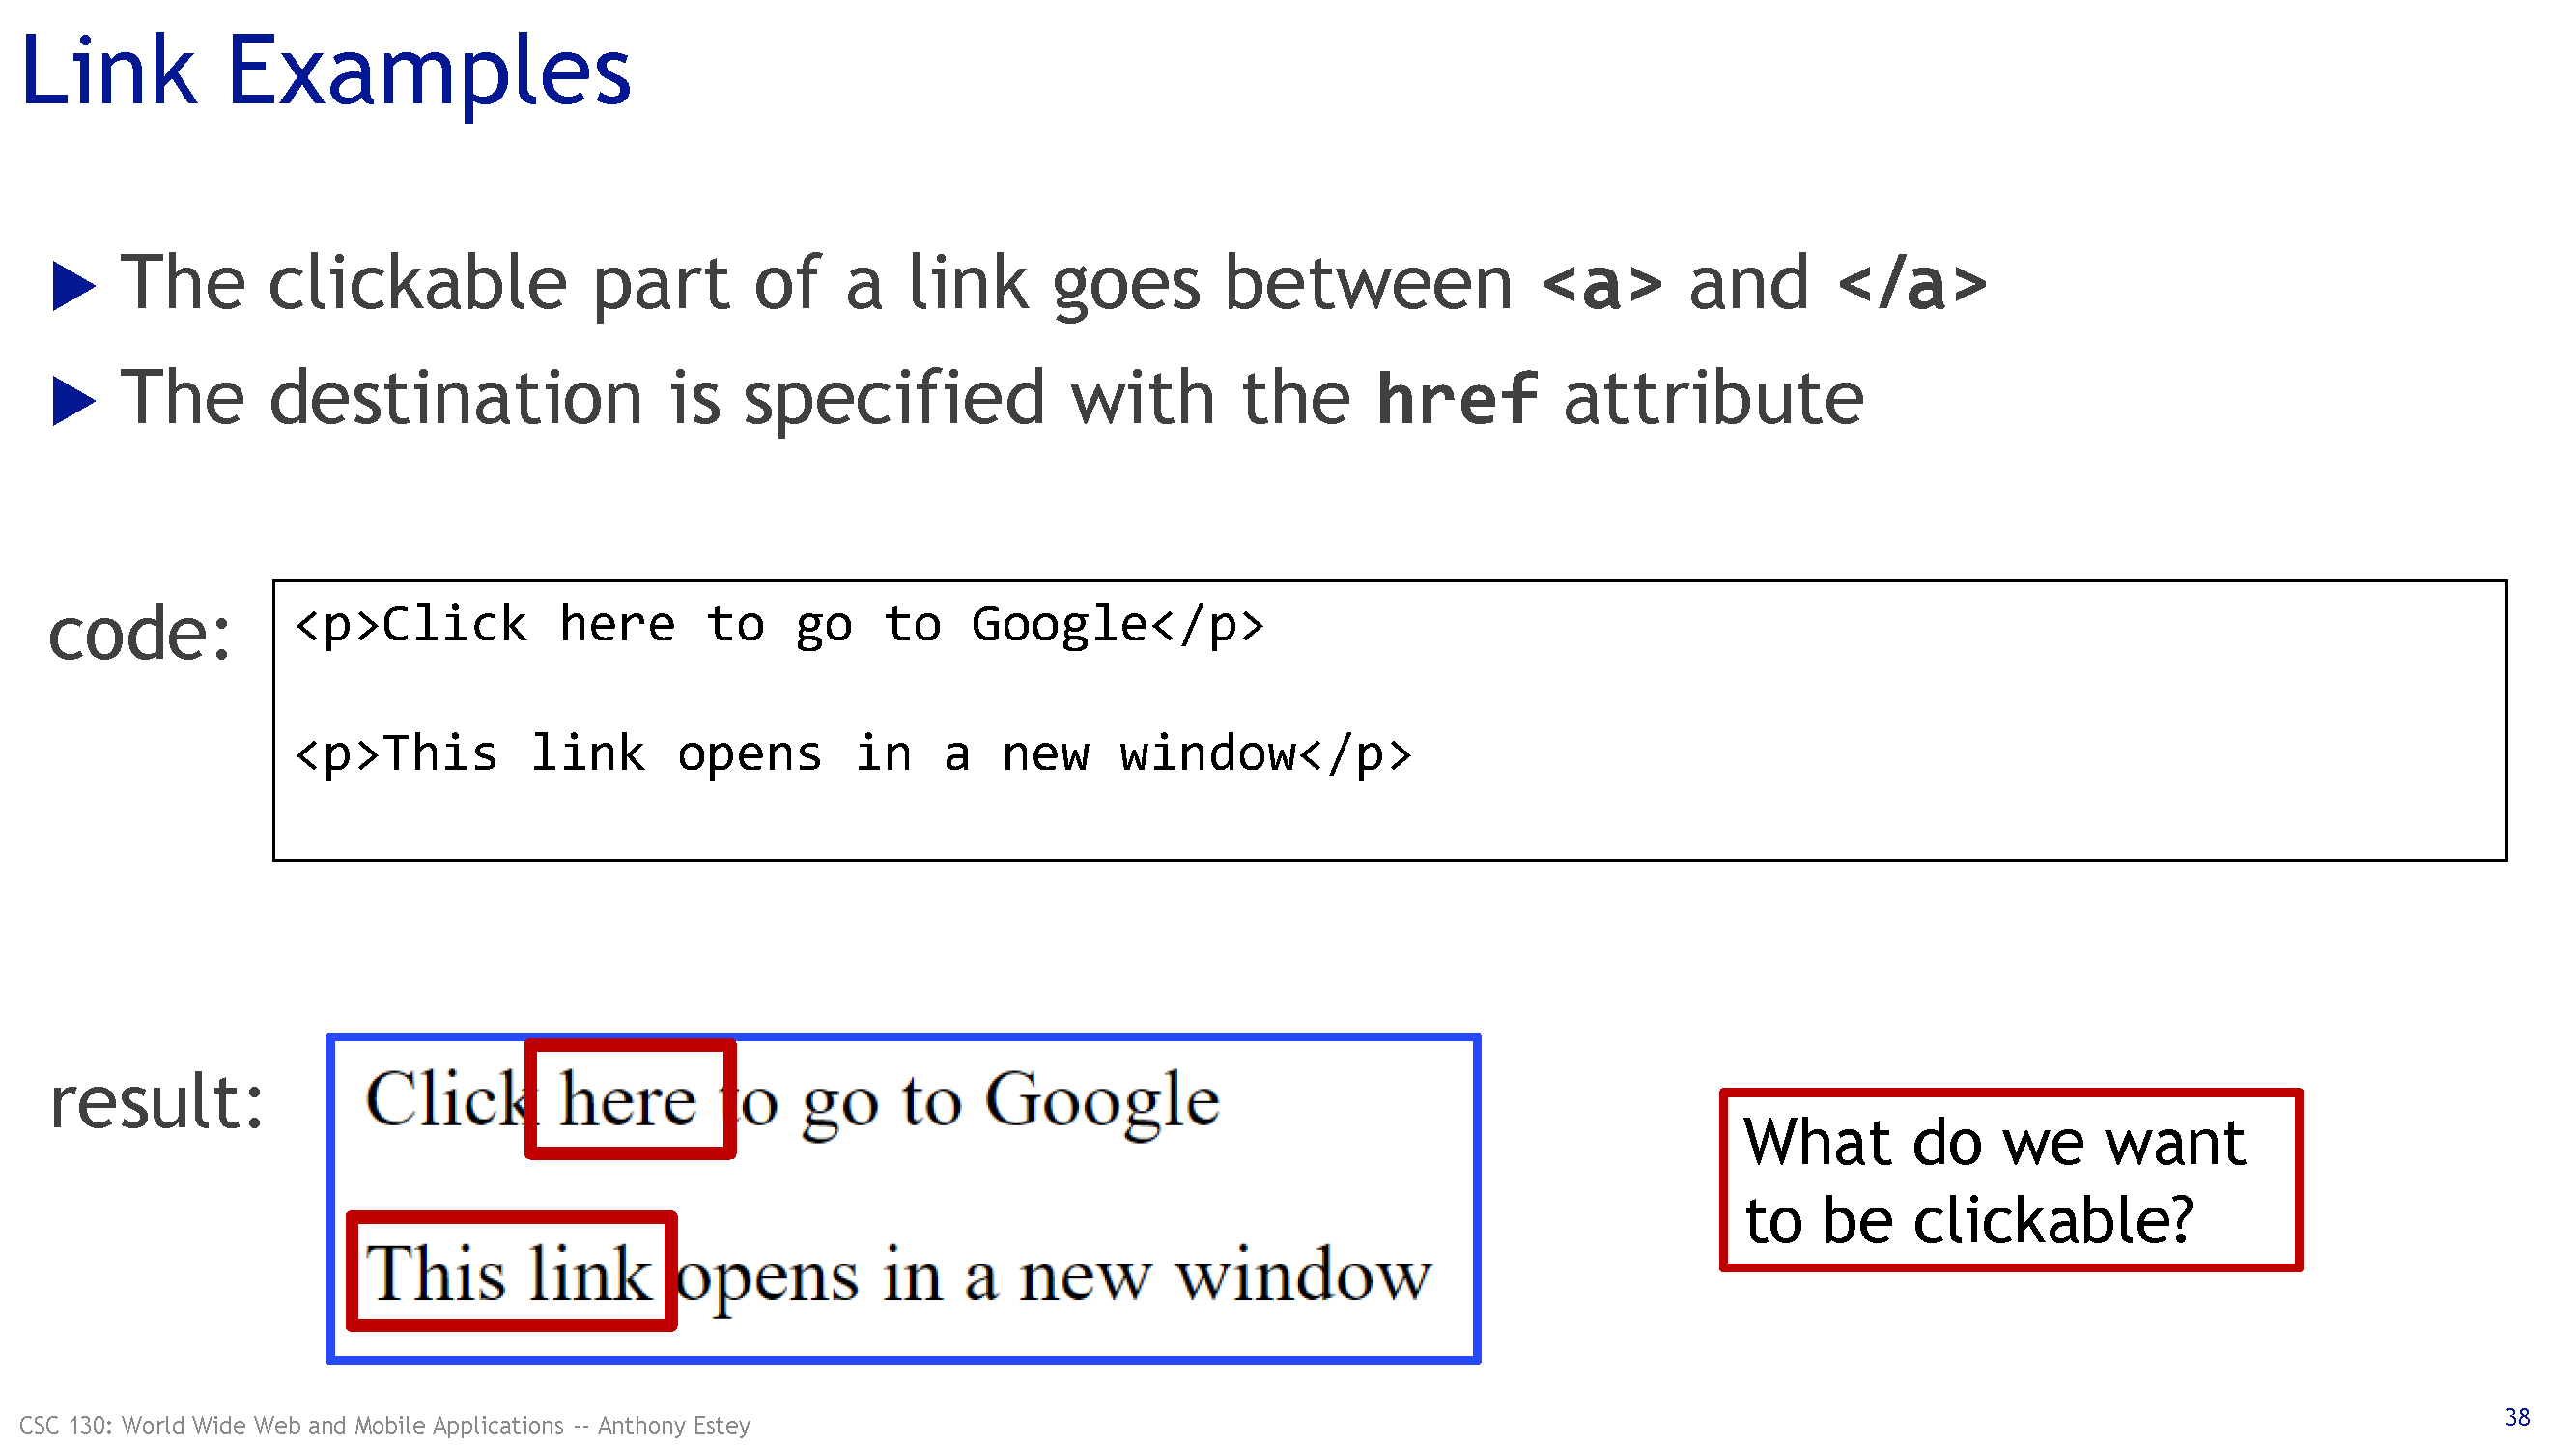 Link Examples
The clickable part of a link goes between <a> and </a>
The destination is specified with the href attribute
code:
<p>Click here to go to Google</p>
<p>This link opens in a new window</p>
result:
Click here to go to Google
This link opens in a new window
What do we want
to be clickable?
CSC 130: World Wide Web and Mobile Applications -- Anthony Estey
38